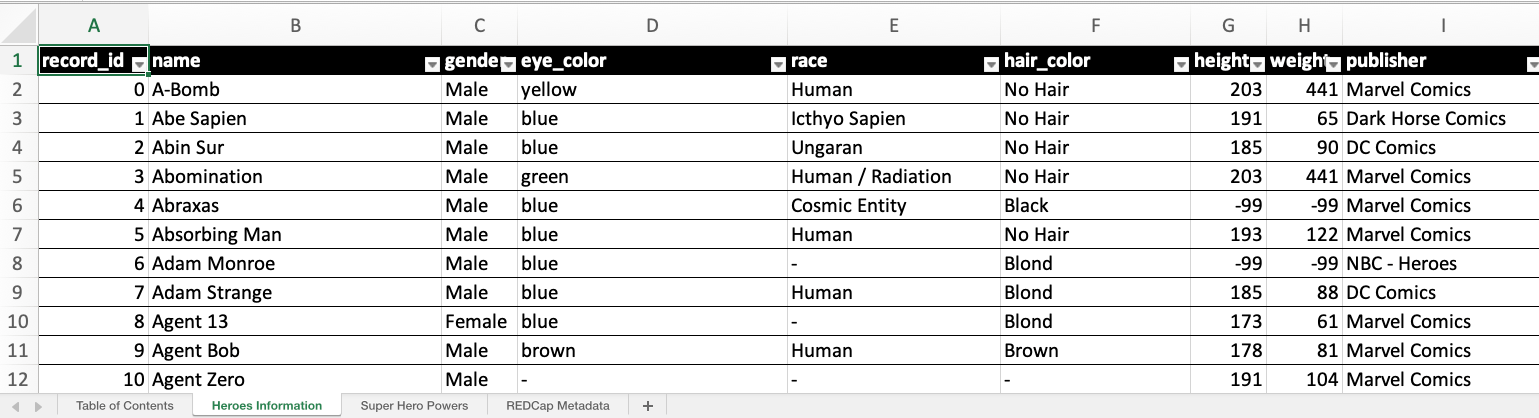 A B C D E F G H I
1 record_id name gender eye_color race hair_color height weight publisher
2 0 A-Bomb Male yellow Human No Hair 203 441 Marvel Comics
3 1 Abe Sapien Male blue Icthyo Sapien No Hair 191 65 Dark Horse Comics
4 2 Abin Sur Male blue Ungaran No Hair 185 90 DC Comics
5 3 Abomination Male green Human / Radiation No Hair 203 441 Marvel Comics
6 4 Abraxas Male blue Cosmic Entity Black -99 -99 Marvel Comics
7 5 Absorbing Man Male blue Human No Hair 193 122 Marvel Comics
8 6 Adam Monroe Male blue - Blond -99 -99 NBC - Heroes
9 7 Adam Strange Male blue Human Blond 185 88 DC Comics
10 8 Agent 13 Female blue - Blond 173 61 Marvel Comics
11 9 Agent Bob Male brown Human Brown 178 81 Marvel Comics
12 10 Agent Zero Male - - - 191 104 Marvel Comics
Table of Contents Heroes Information Super Hero Powers REDCap Metadata +